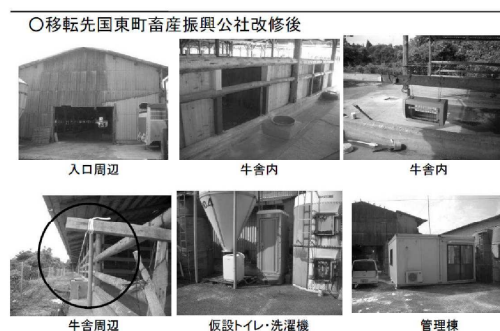 〇移転先国東町畜産振興公社改修後
入口周辺
牛舎内
牛舎内
牛舎周辺
仮設トイレ・洗濯機
管理棟